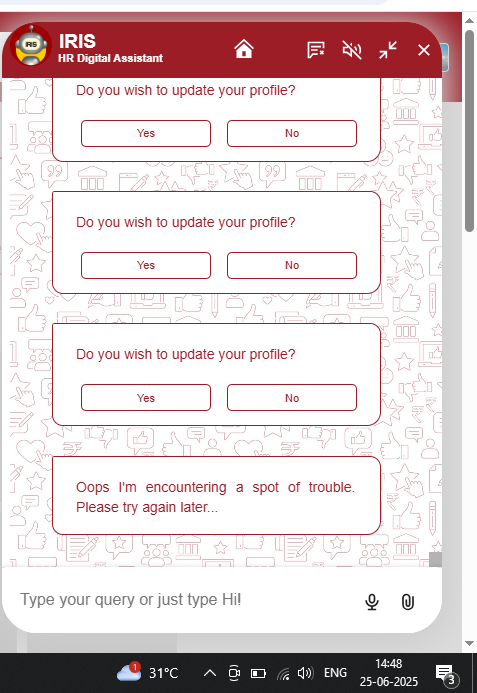 IRIS
IRIS
HR Digital Assistant
Do you wish to update your profile?
Yes
No
Do you wish to update your profile?
Yes
No
Do you wish to update your profile?
Yes
No
Oops I'm encountering a spot of trouble.
Please try again later...
Type your query or just type Hi!
1
31°C
ENG
14:48
25-06-2025
3